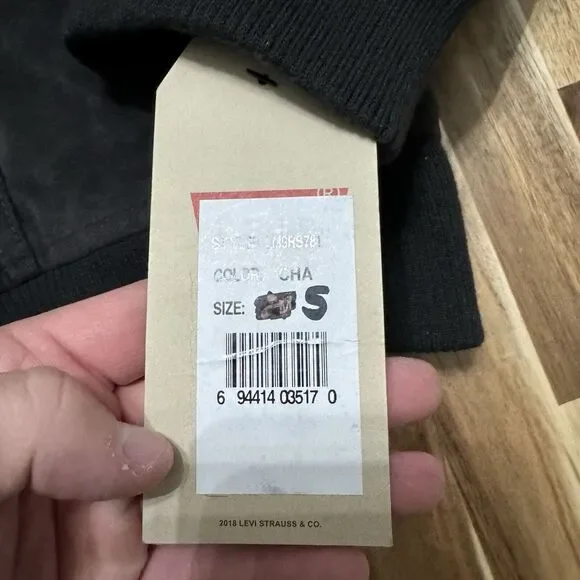 (R)
COLOR: CHA
SIZE: S
6 94414 03517 0
2018 LEVI STRAUSS & CO.